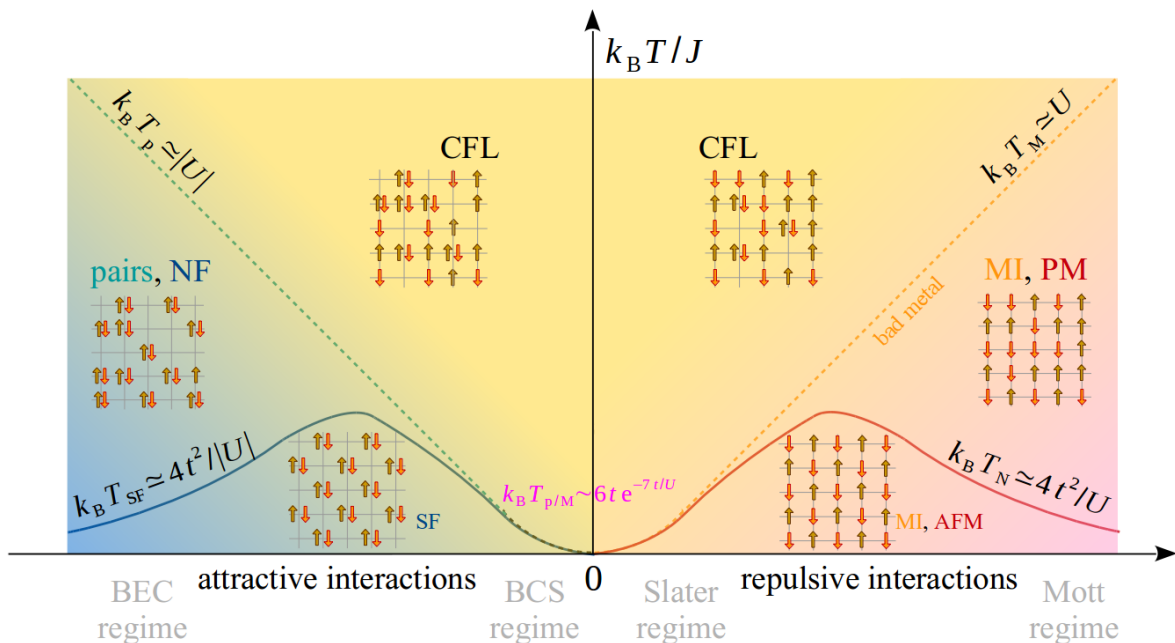 k_B T/J
k_B T_p ≃ |U|
CFL
CFL
k_B T_M ≃ U
pairs, NF
MI, PM
bad metal
k_B T_SF ≃ 4t²/|U|
SF
k_B T_p/M ~ 6t e^(-7t/U)
MI, AFM
k_B T_N ≃ 4t²/U
attractive interactions
0
repulsive interactions
BEC
regime
BCS
regime
Slater
regime
Mott
regime